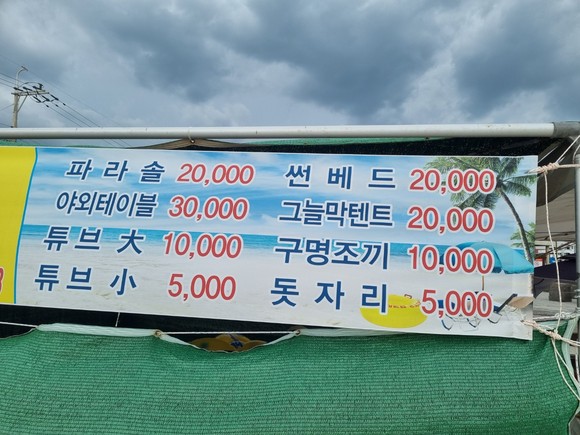 파라솔 20,000
야외테이블 30,000
튜브 大 10,000
튜브 小 5,000
썬베드 20,000
그늘막텐트 20,000
구명조끼 10,000
돗자리 5,000